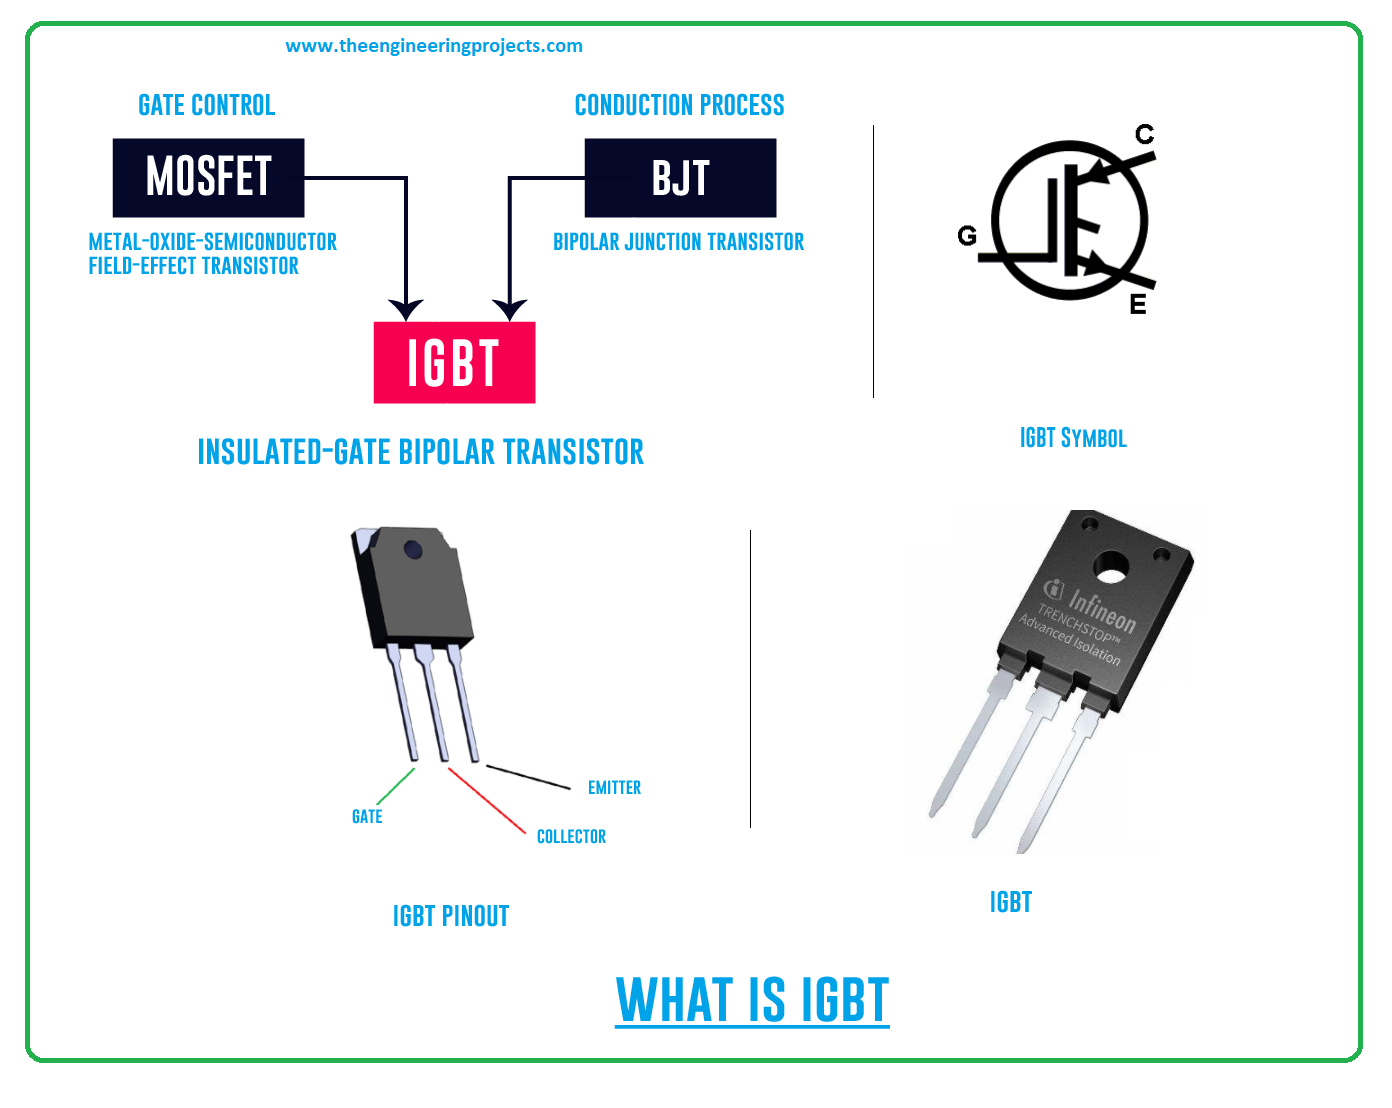 www.theengineeringprojects.com
GATE CONTROL
CONDUCTION PROCESS
MOSFET
BJT
METAL-OXIDE-SEMICONDUCTOR
FIELD-EFFECT TRANSISTOR
BIPOLAR JUNCTION TRANSISTOR
IGBT
INSULATED-GATE BIPOLAR TRANSISTOR
C
G
E
IGBT SYMBOL
GATE
COLLECTOR
EMITTER
IGBT PINOUT
Infineon
TRENCHSTOP™
Advanced Isolation
IGBT
WHAT IS IGBT